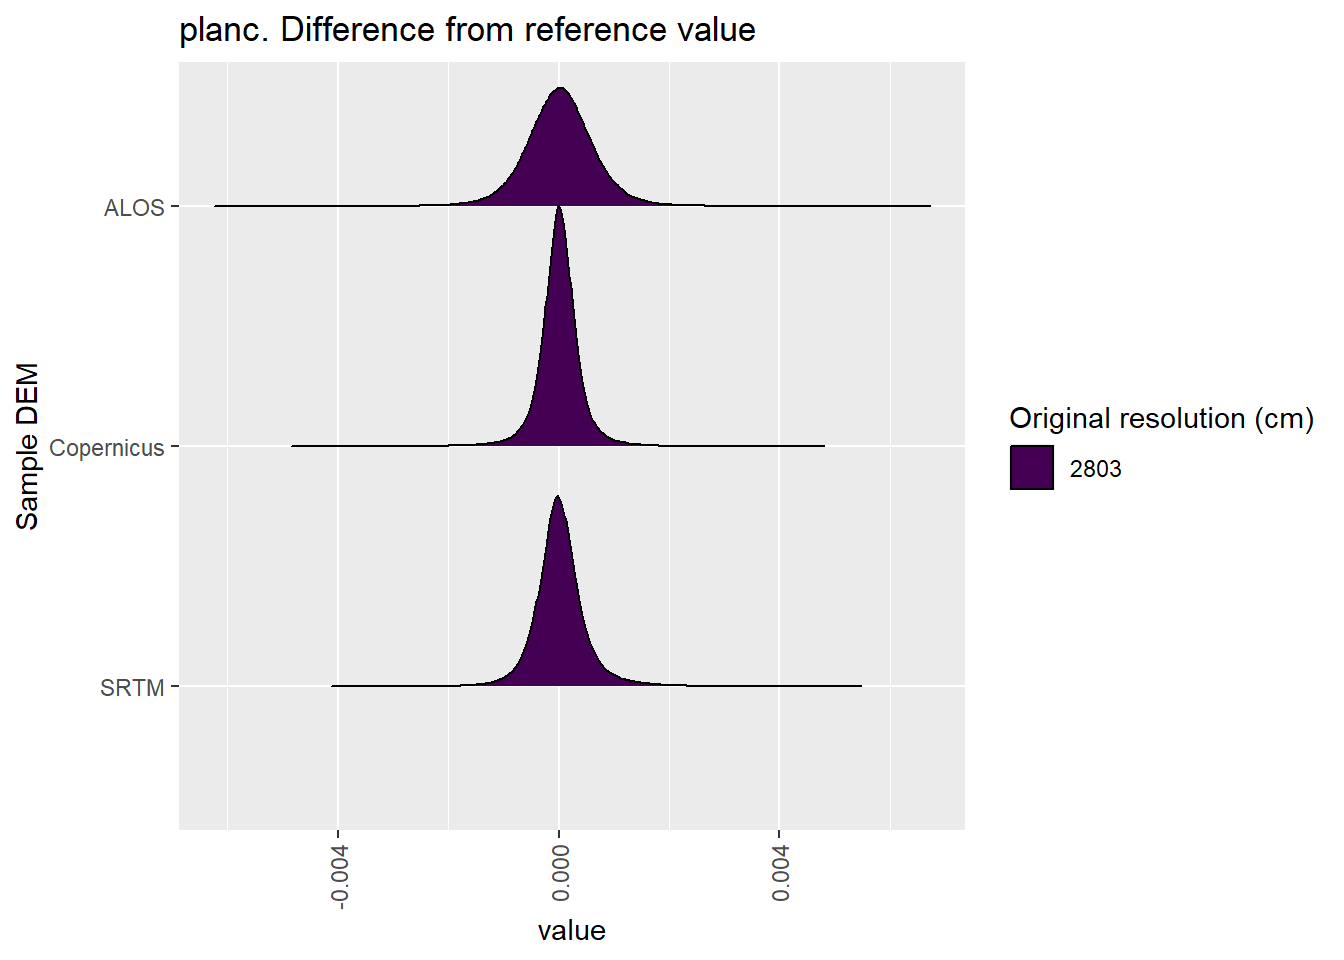 planc. Difference from reference value
Sample DEM
ALOS
Copernicus
SRTM
-0.004
0.000
0.004
value
Original resolution (cm)
2803